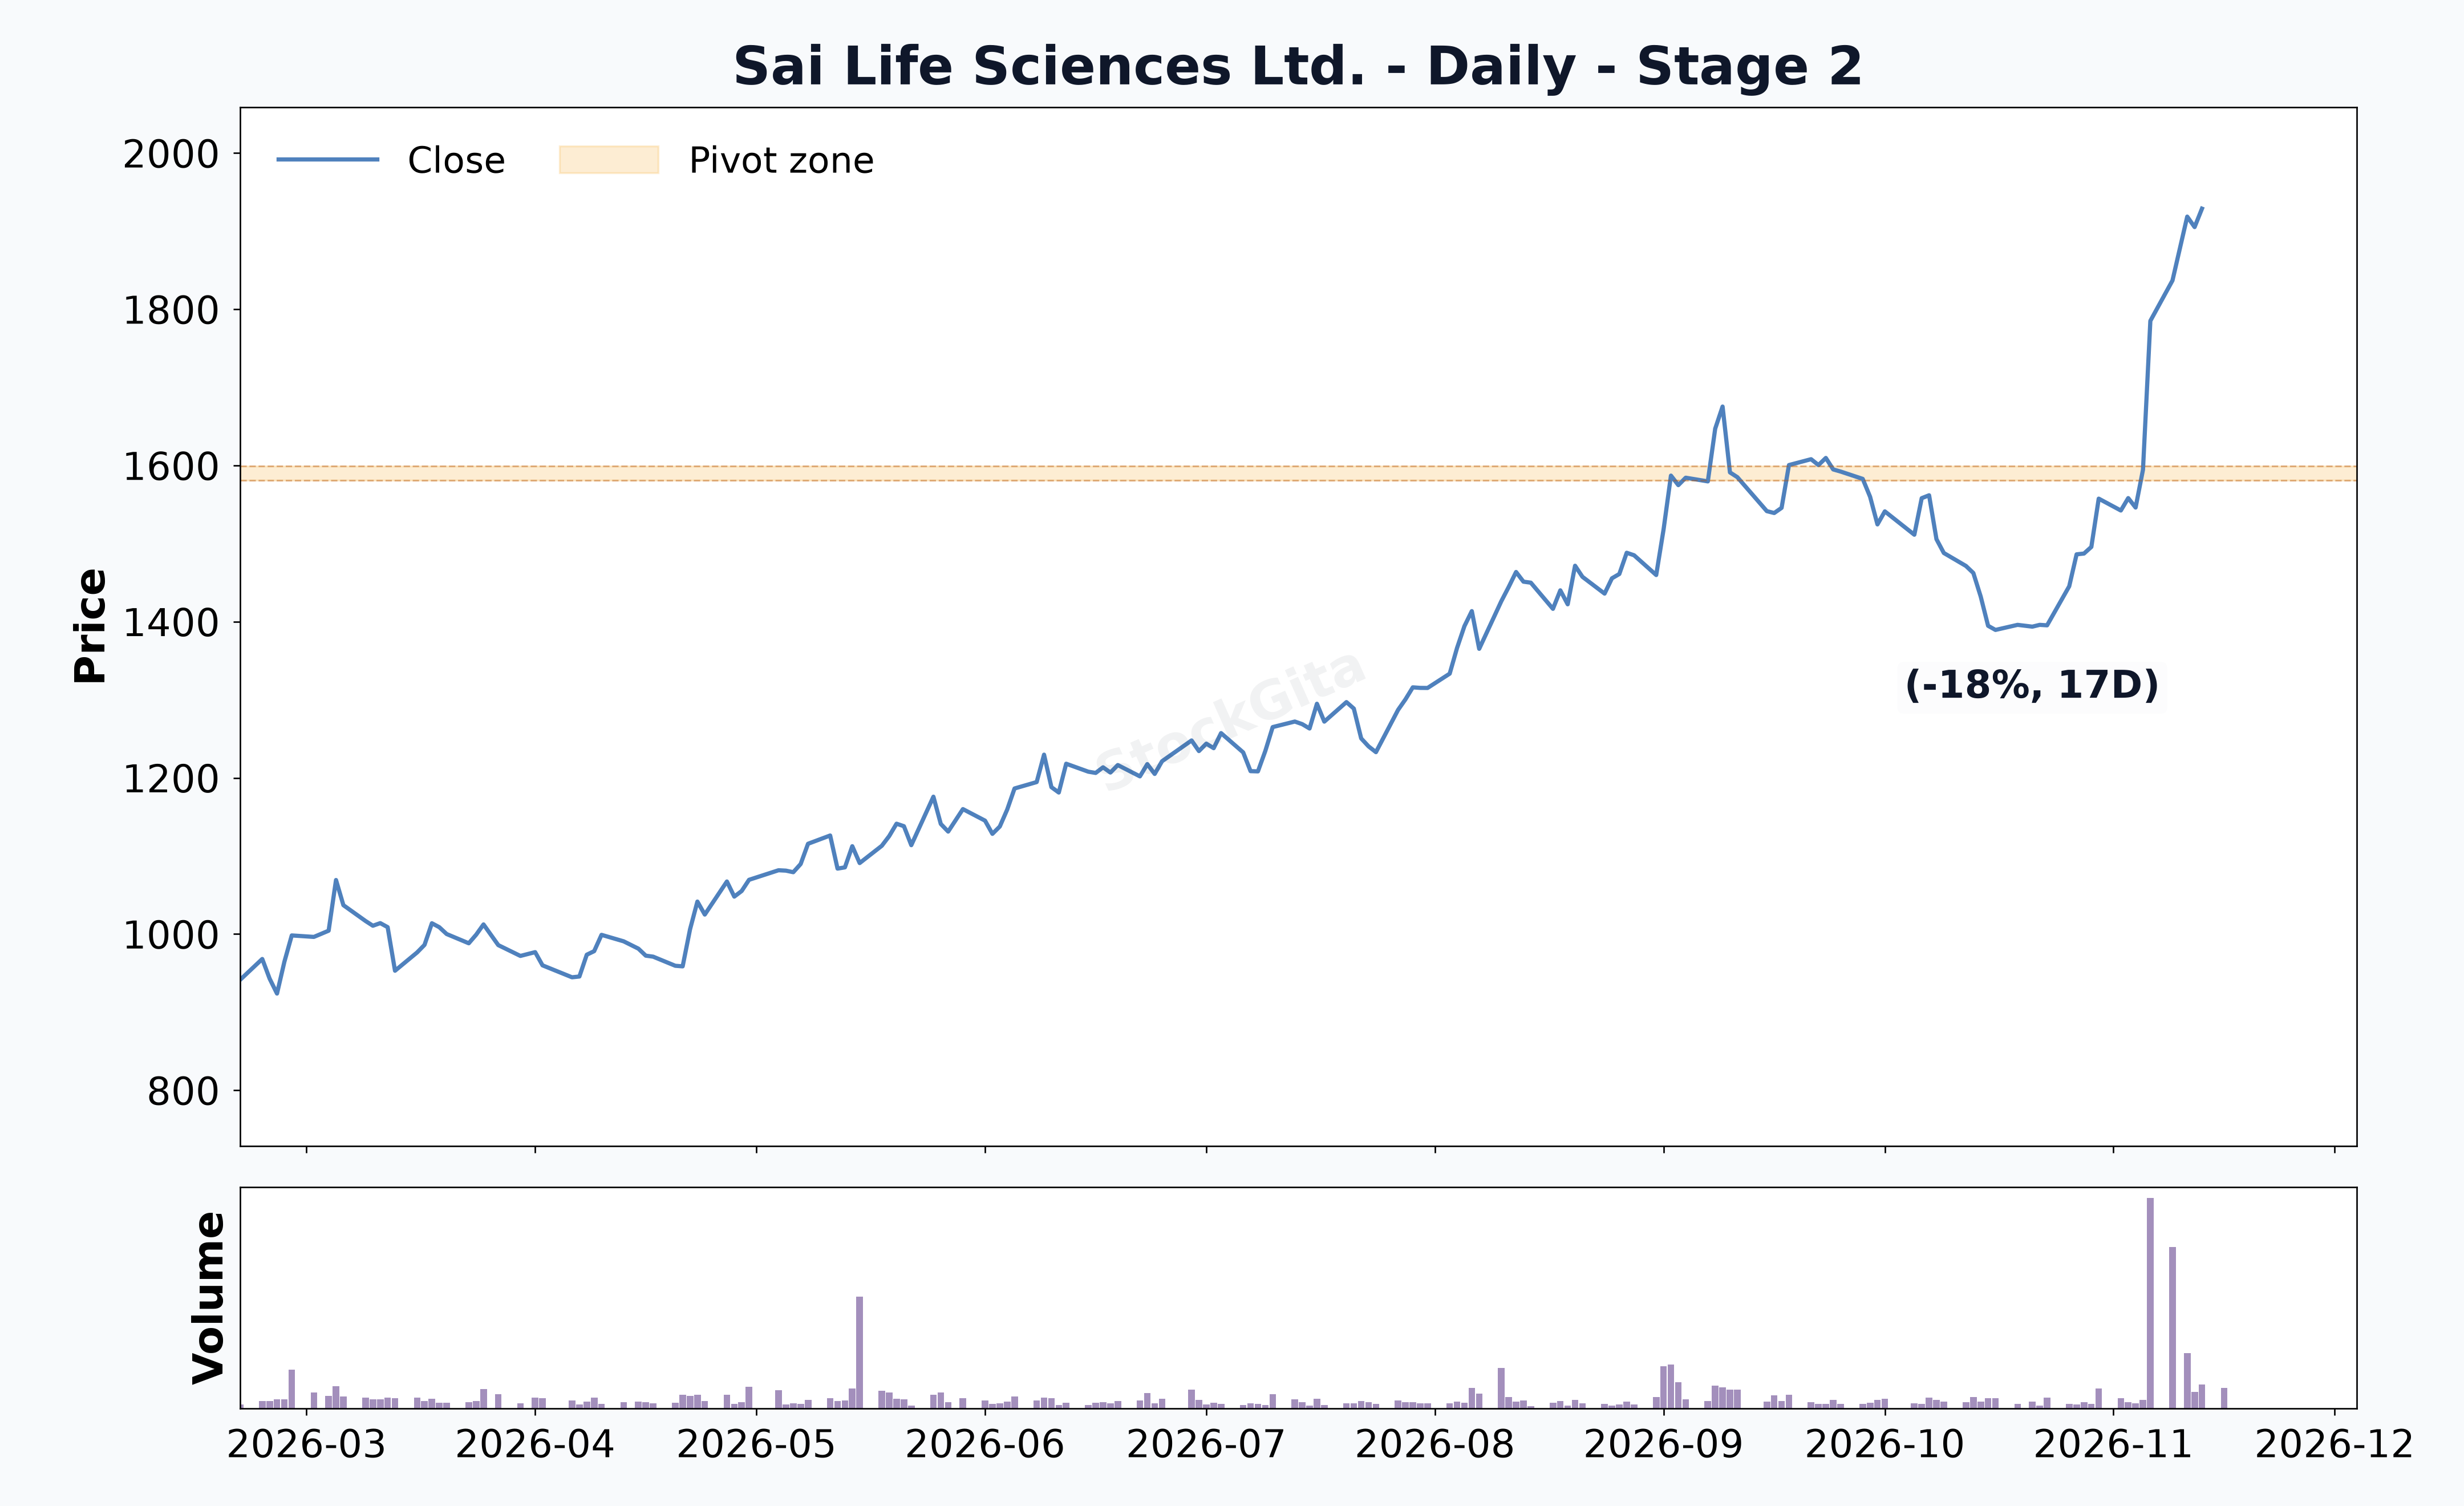 Sai Life Sciences Ltd. - Daily - Stage 2
Close
Pivot zone
2000
1800
1600
1400
1200
1000
800
Price
StockGita
(-18%, 17D)
Volume
2026-03
2026-04
2026-05
2026-06
2026-07
2026-08
2026-09
2026-10
2026-11
2026-12